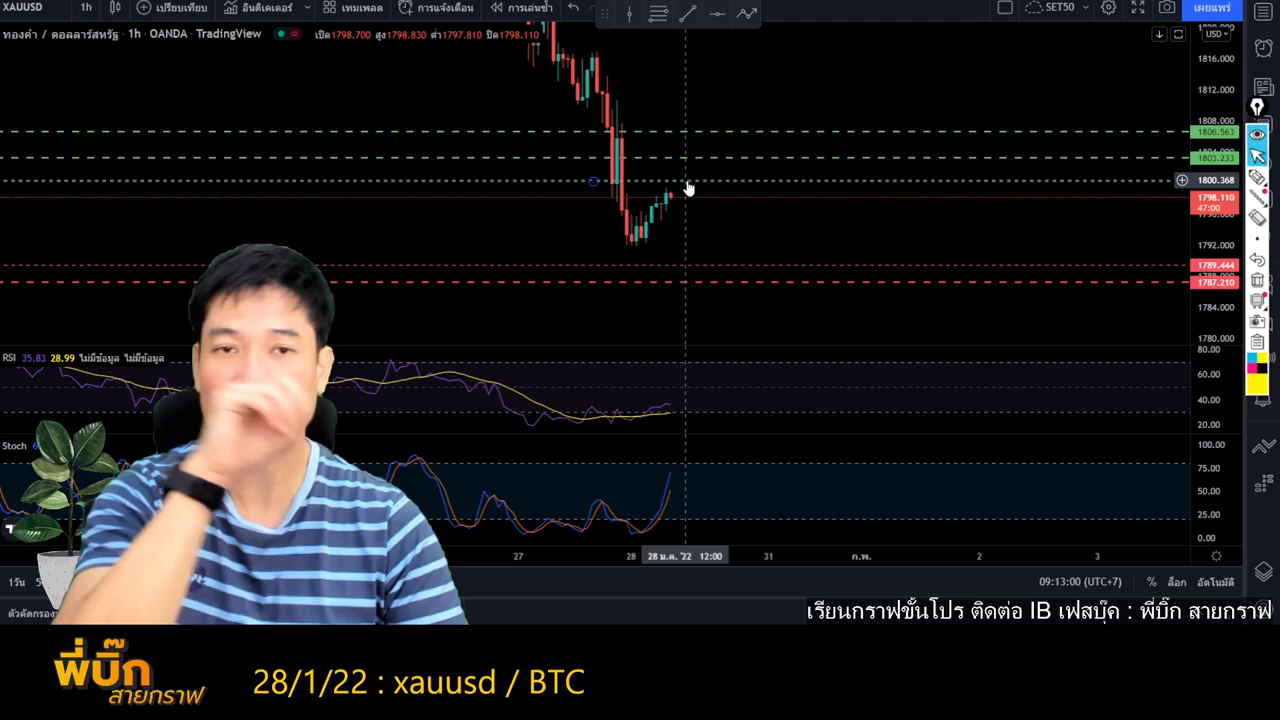 XAUUSD 1h เปรียบเทียบ อินดิเคเตอร์ เทมเพลต การแจ้งเตือน การเล่นซ้ำ SET50 เผยแพร่
ทองคำ / ดอลลาร์สหรัฐ · 1h · OANDA · TradingView เปิด1798.700 สูง1798.830 ต่ำ1797.810 ปิด1798.110 USD
1816.000
1812.000
1808.000
1806.563
1803.233
1800.368
1798.110
47:00
1792.000
1789.444
1787.210
1784.000
1780.000
RSI 35.83 28.99 ไม่มีข้อมูล ไม่มีข้อมูล
80.00
60.00
40.00
20.00
Stoch
100.00
75.00
50.00
25.00
0.00
27 28 28 ม.ค. '22 12:00 31 ก.พ. 2 3
1วัน 09:13:00 (UTC+7) % ล็อก อัตโนมัติ
ตัวคัดกรอง
เรียนกราฟขั้นโปร ติดต่อ IB เฟสบุ๊ค : พี่บิ๊ก สายกราฟ
พี่บิ๊ก
สายกราฟ
28/1/22 : xauusd / BTC